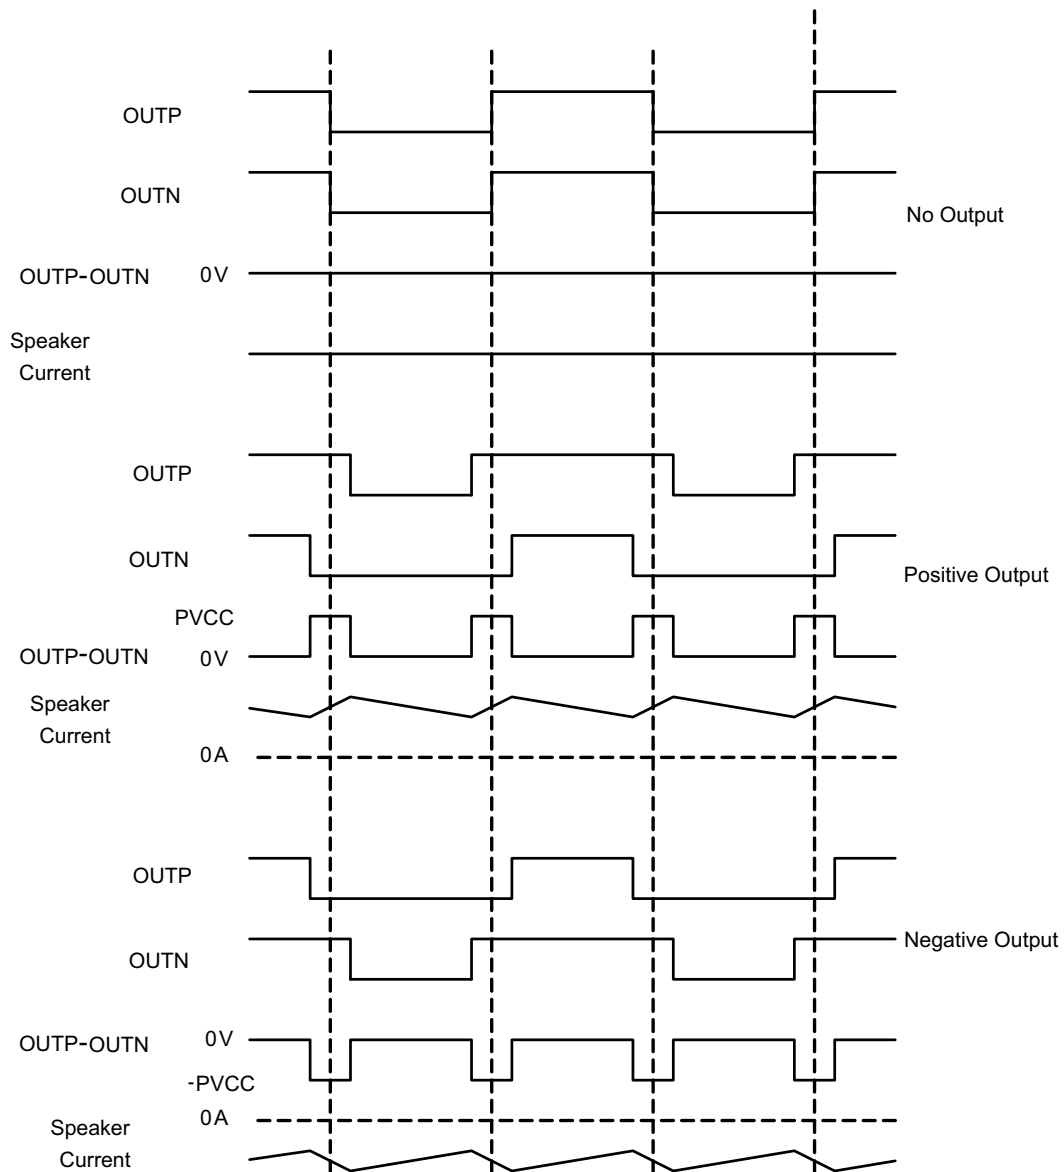 OUTP
OUTN
No Output
OUTP-OUTN 0V
Speaker
Current
OUTP
OUTN
Positive Output
PVCC
OUTP-OUTN 0V
Speaker
Current
0A
OUTP
OUTN
Negative Output
OUTP-OUTN 0V
-PVCC
0A
Speaker
Current